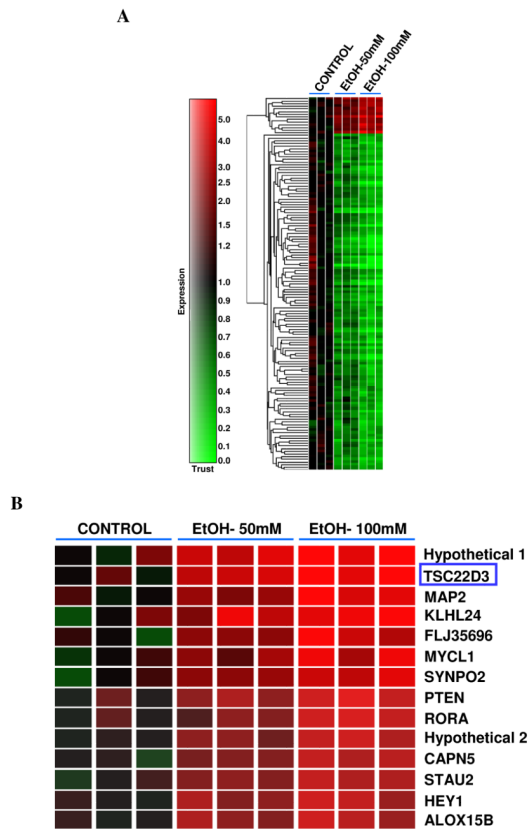 A
CONTROL
EtOH-50mM
EtOH-100mM
5.0
4.0
3.0
2.5
2.0
1.5
1.2
1.0
0.9
0.8
0.7
0.6
0.5
0.4
0.3
0.2
0.1
0.0
Expression
Trust
B
CONTROL EtOH- 50mM EtOH- 100mM
Hypothetical 1
TSC22D3
MAP2
KLHL24
FLJ35696
MYCL1
SYNPO2
PTEN
RORA
Hypothetical 2
CAPN5
STAU2
HEY1
ALOX15B